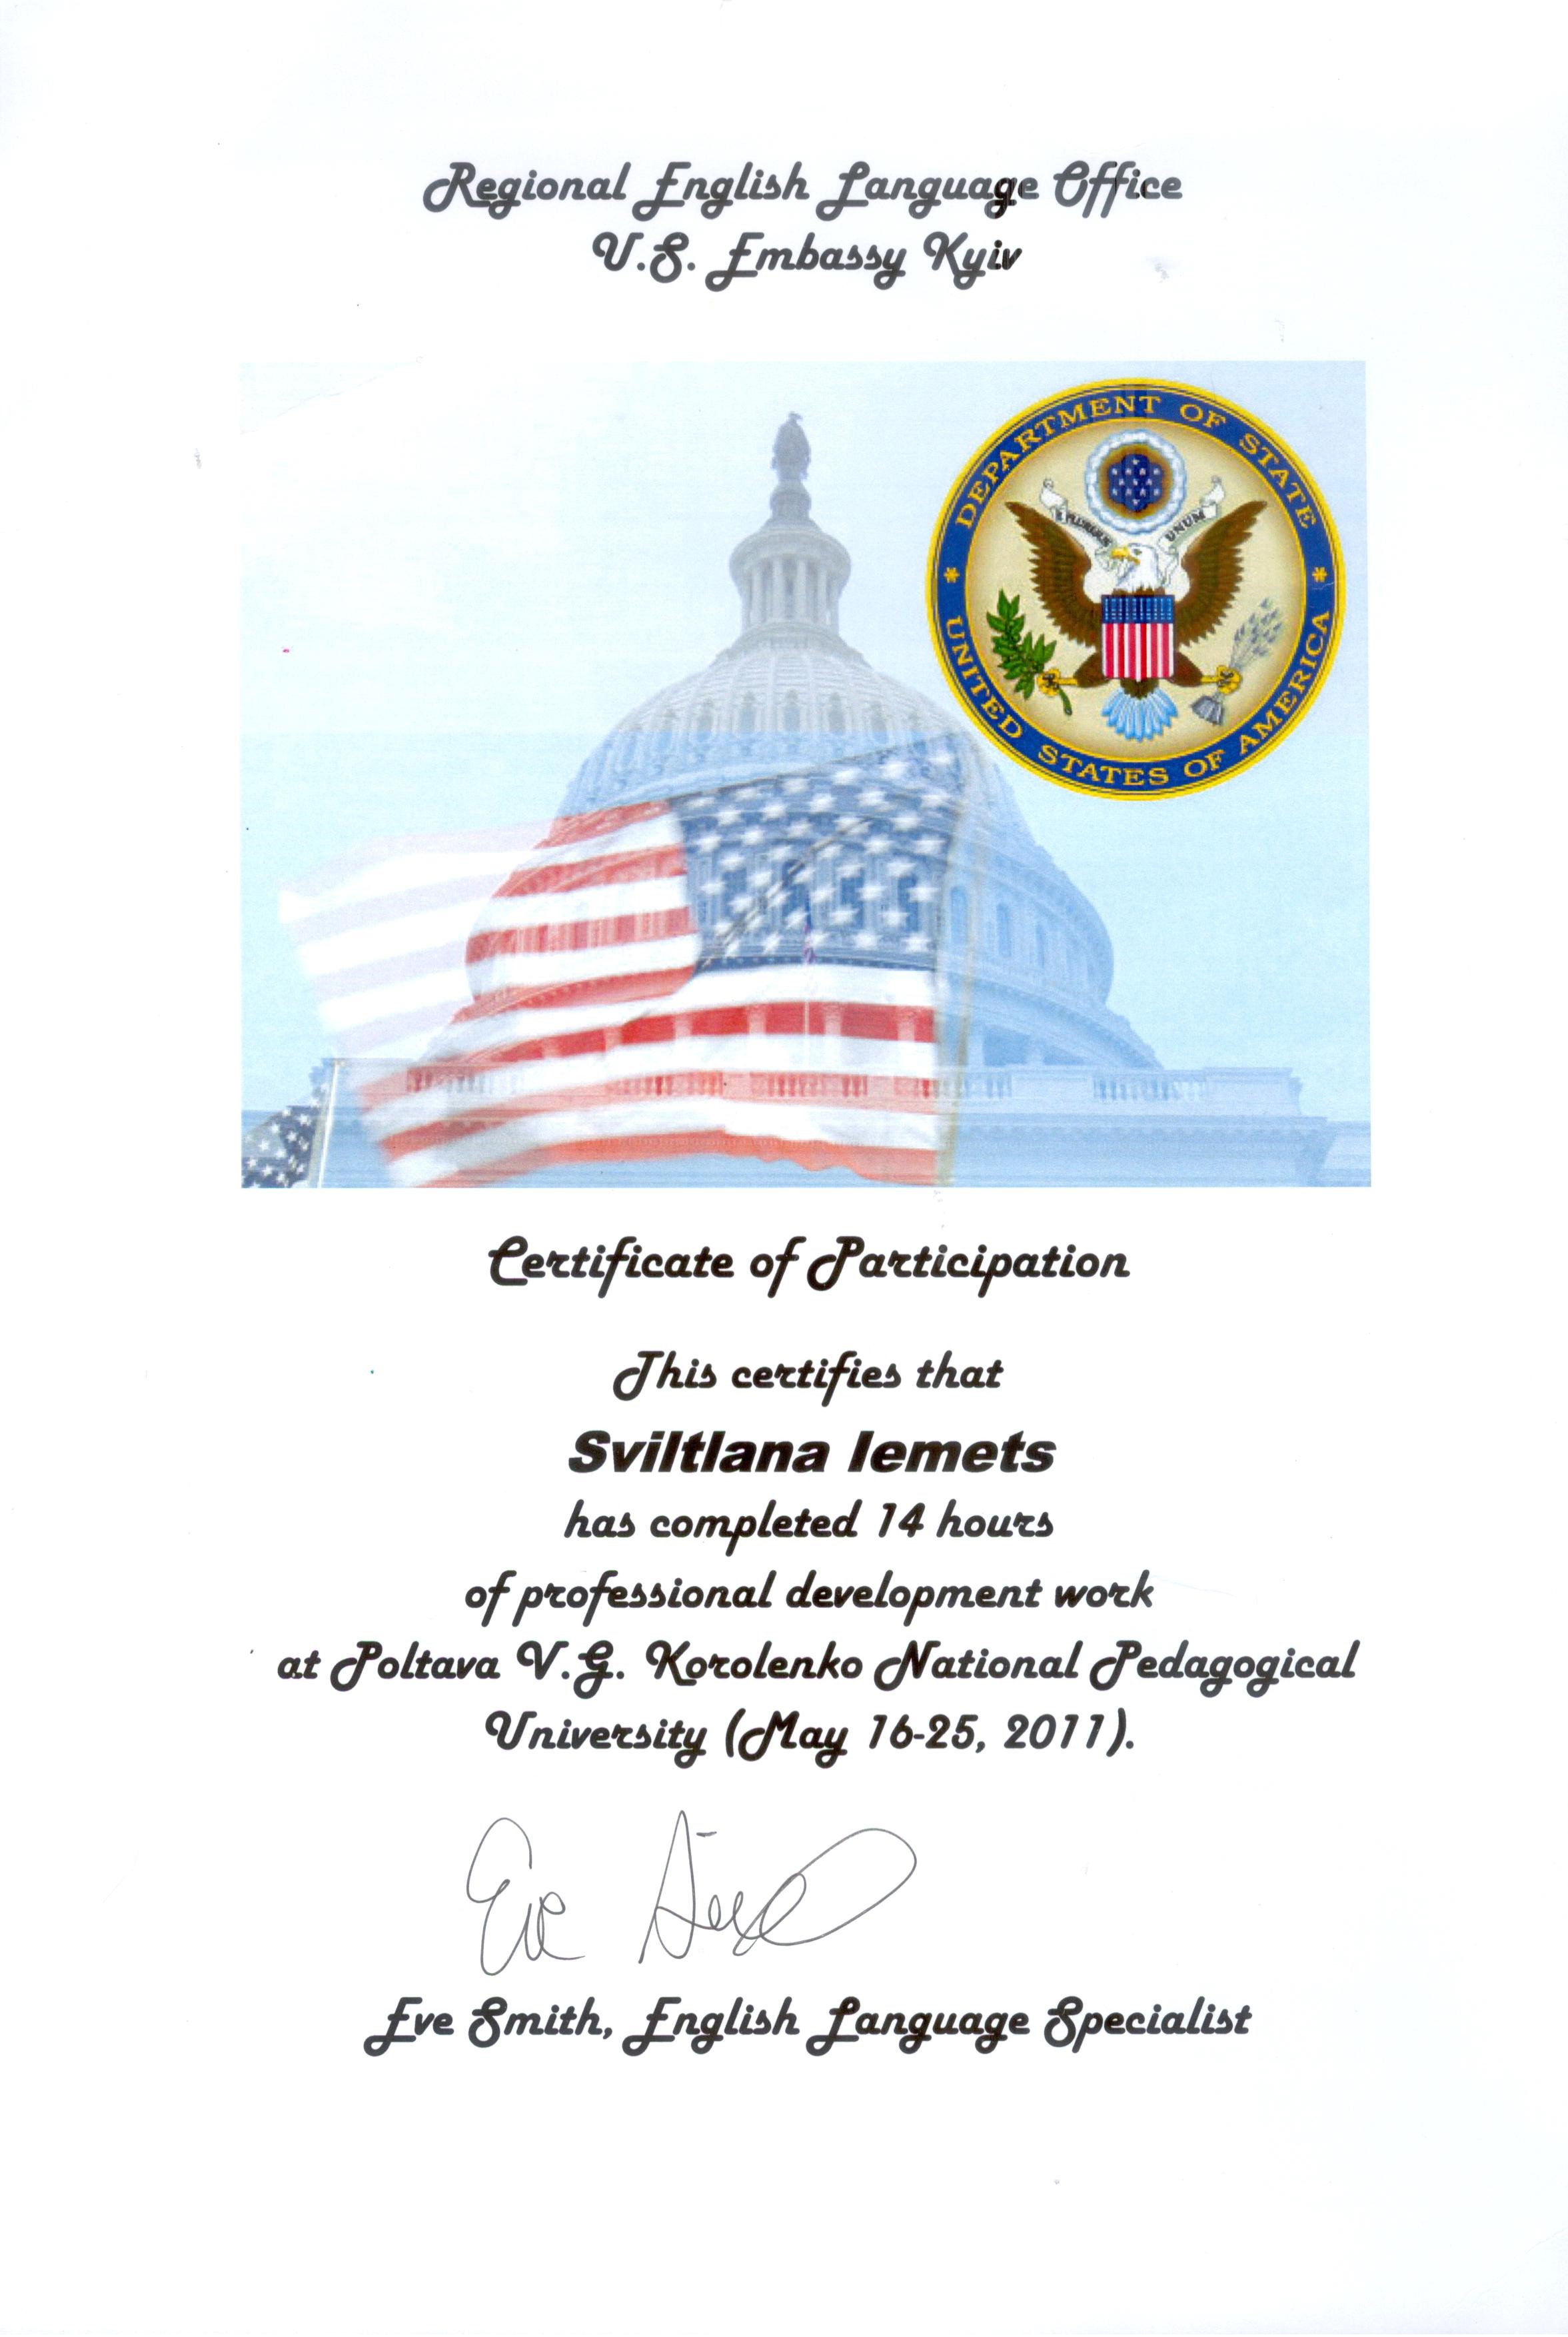 Regional English Language Office
U.S. Embassy Kyiv
DEPARTMENT OF STATE
E PLURIBUS UNUM
UNITED STATES OF AMERICA
Certificate of Participation
This certifies that
Sviltlana Iemets
has completed 14 hours
of professional development work
at Poltava V.G. Korolenko National Pedagogical
University (May 16-25, 2011).
Eve Smith, English Language Specialist